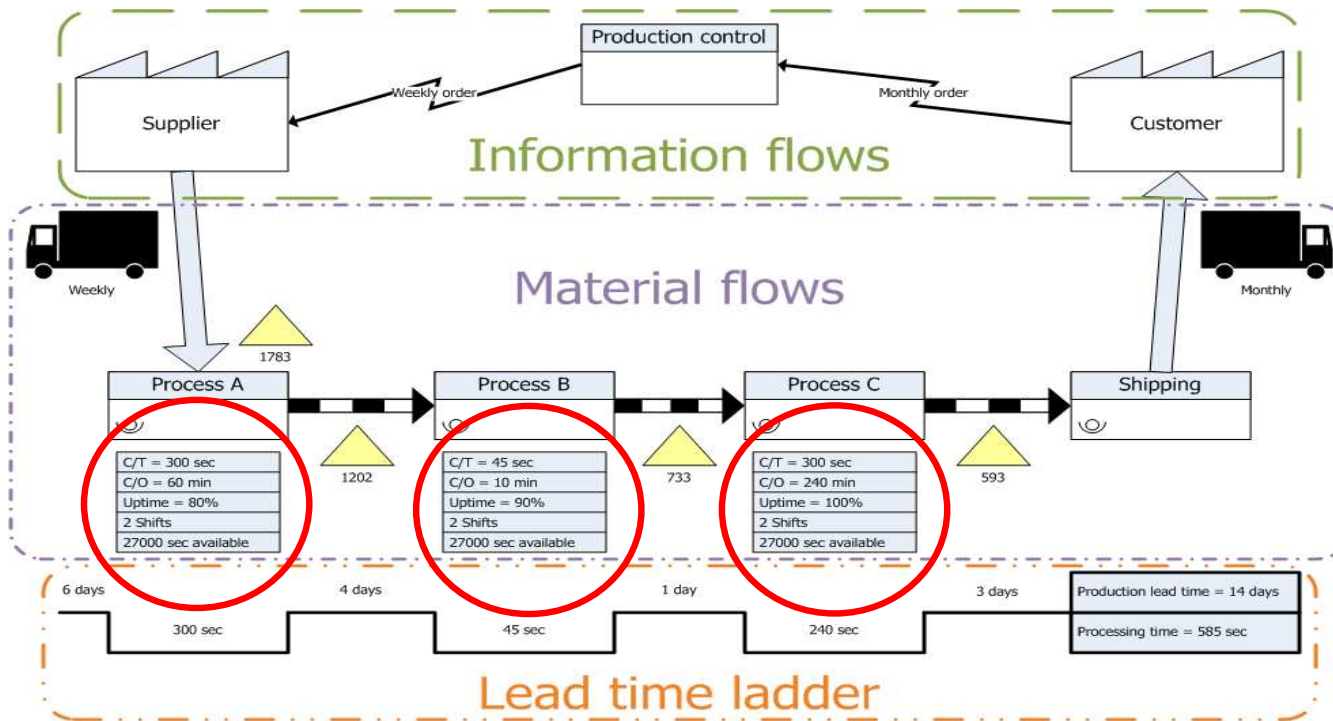 Production control
Weekly order
Monthly order
Supplier
Customer
Information flows
Weekly
Material flows
Monthly
1783
Process A
Process B
Process C
Shipping
1202
733
593
C/T = 300 sec
C/O = 60 min
Uptime = 80%
2 Shifts
27000 sec available
C/T = 45 sec
C/O = 10 min
Uptime = 90%
2 Shifts
27000 sec available
C/T = 300 sec
C/O = 240 min
Uptime = 100%
2 Shifts
27000 sec available
6 days
4 days
1 day
3 days
Production lead time = 14 days
300 sec
45 sec
240 sec
Processing time = 585 sec
Lead time ladder